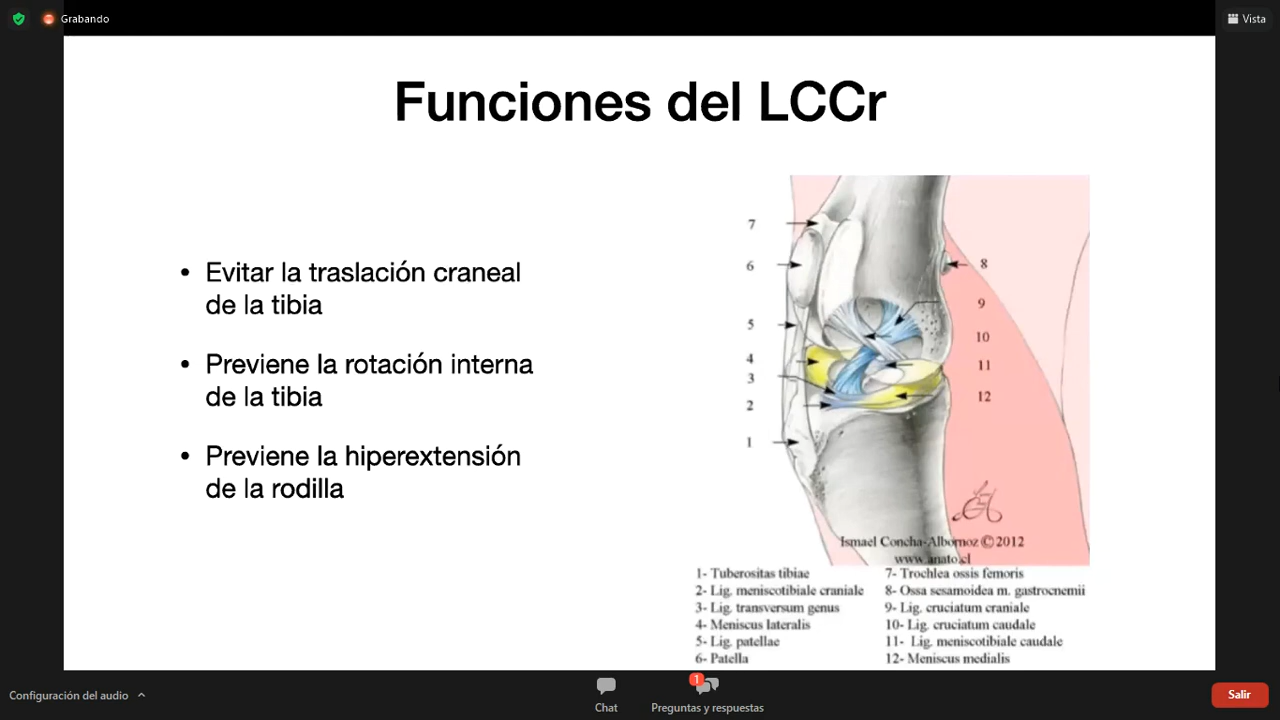 Grabando
Vista
Funciones del LCCr
• Evitar la traslación craneal
de la tibia
• Previene la rotación interna
de la tibia
• Previene la hiperextensión
de la rodilla
7
6
5
4
3
2
1
8
9
10
11
12
Ismael Concha-Albornoz © 2012
www.anato.cl
1- Tuberositas tibiae
2- Lig. meniscotibiale craniale
3- Lig. transversum genus
4- Meniscus lateralis
5- Lig. patellae
6- Patella
7- Trochlea ossis femoris
8- Ossa sesamoidea m. gastrocnemii
9- Lig. cruciatum craniale
10- Lig. cruciatum caudale
11- Lig. meniscotibiale caudale
12- Meniscus medialis
Configuración del audio
Chat
1
Preguntas y respuestas
Salir